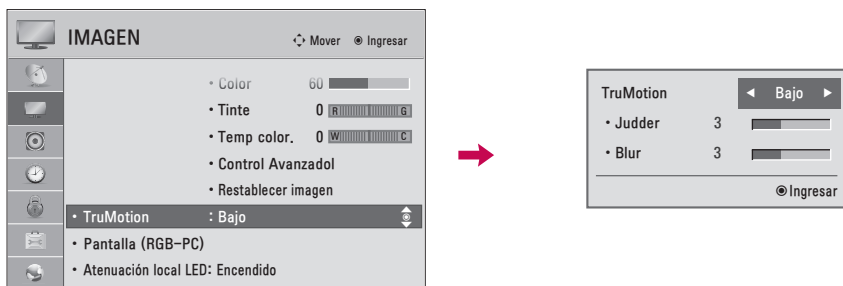 IMAGEN
Mover Ingresar
• Color 60
• Tinte 0 R G
• Temp color. 0 W C
• Control Avanzadol
• Restablecer imagen
• TruMotion : Bajo
• Pantalla (RGB-PC)
• Atenuación local LED: Encendido
TruMotion ◄ Bajo ►
• Judder 3
• Blur 3
Ingresar